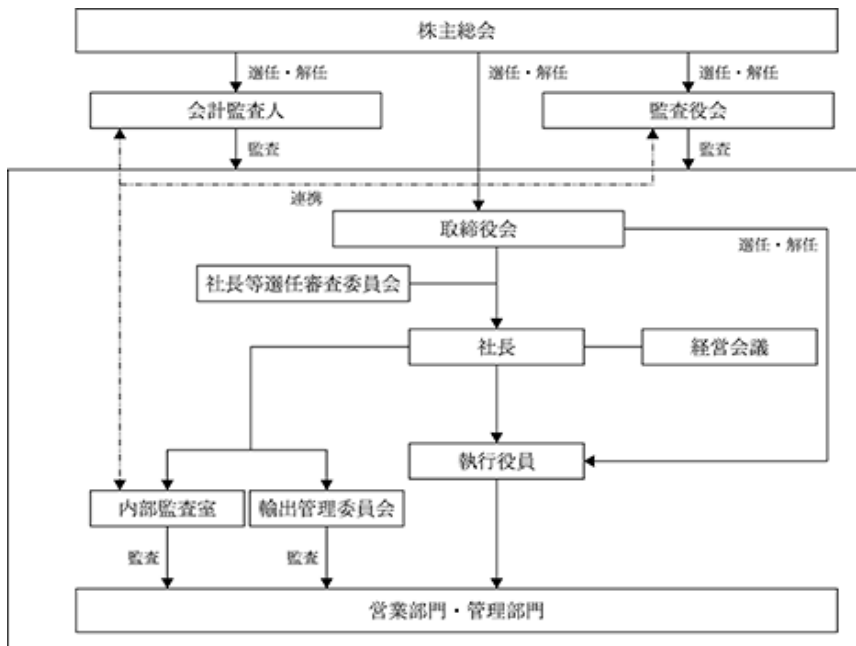 株主総会
選任・解任
選任・解任
選任・解任
会計監査人
監査役会
監査
監査
連携
取締役会
選任・解任
社長等選任審査委員会
社長
経営会議
執行役員
内部監査室
輸出管理委員会
監査
監査
営業部門・管理部門